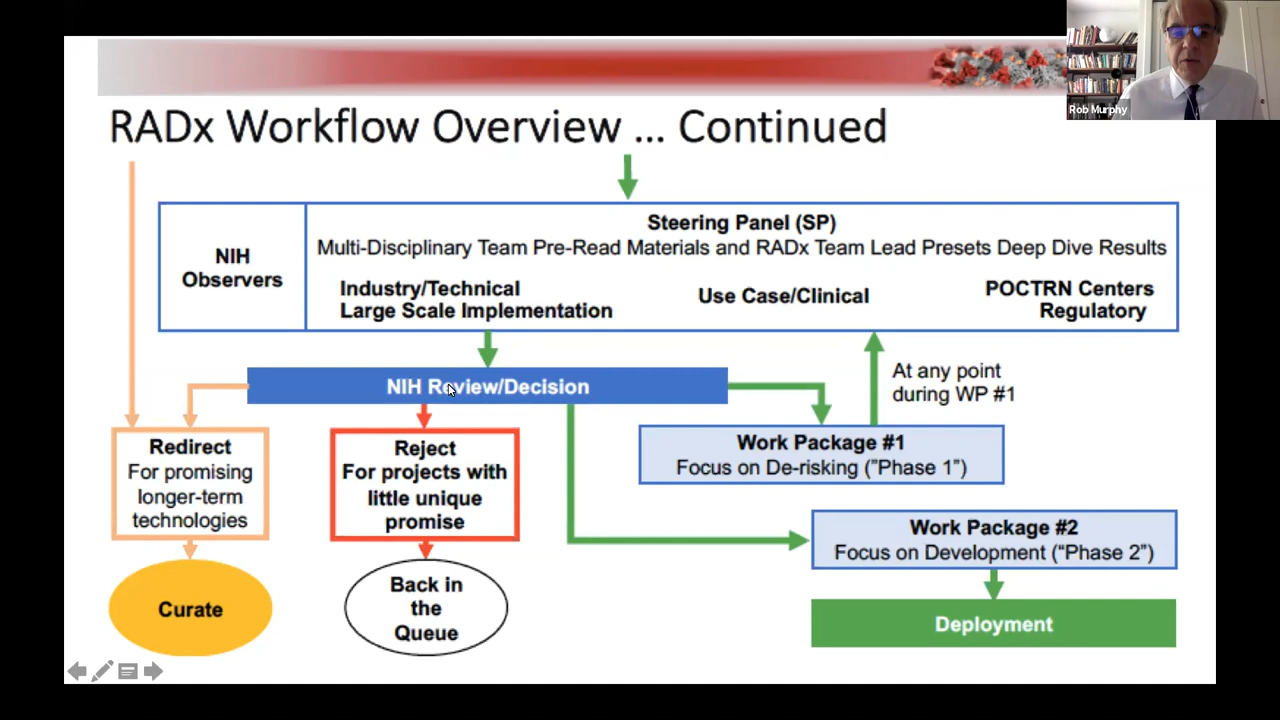 Rob Murphy
RADx Workflow Overview ... Continued
NIH
Observers
Steering Panel (SP)
Multi-Disciplinary Team Pre-Read Materials and RADx Team Lead Presets Deep Dive Results
Industry/Technical
Large Scale Implementation
Use Case/Clinical
POCTRN Centers
Regulatory
NIH Review/Decision
At any point
during WP #1
Redirect
For promising
longer-term
technologies
Reject
For projects with
little unique
promise
Work Package #1
Focus on De-risking ("Phase 1")
Work Package #2
Focus on Development ("Phase 2")
Curate
Back in
the
Queue
Deployment